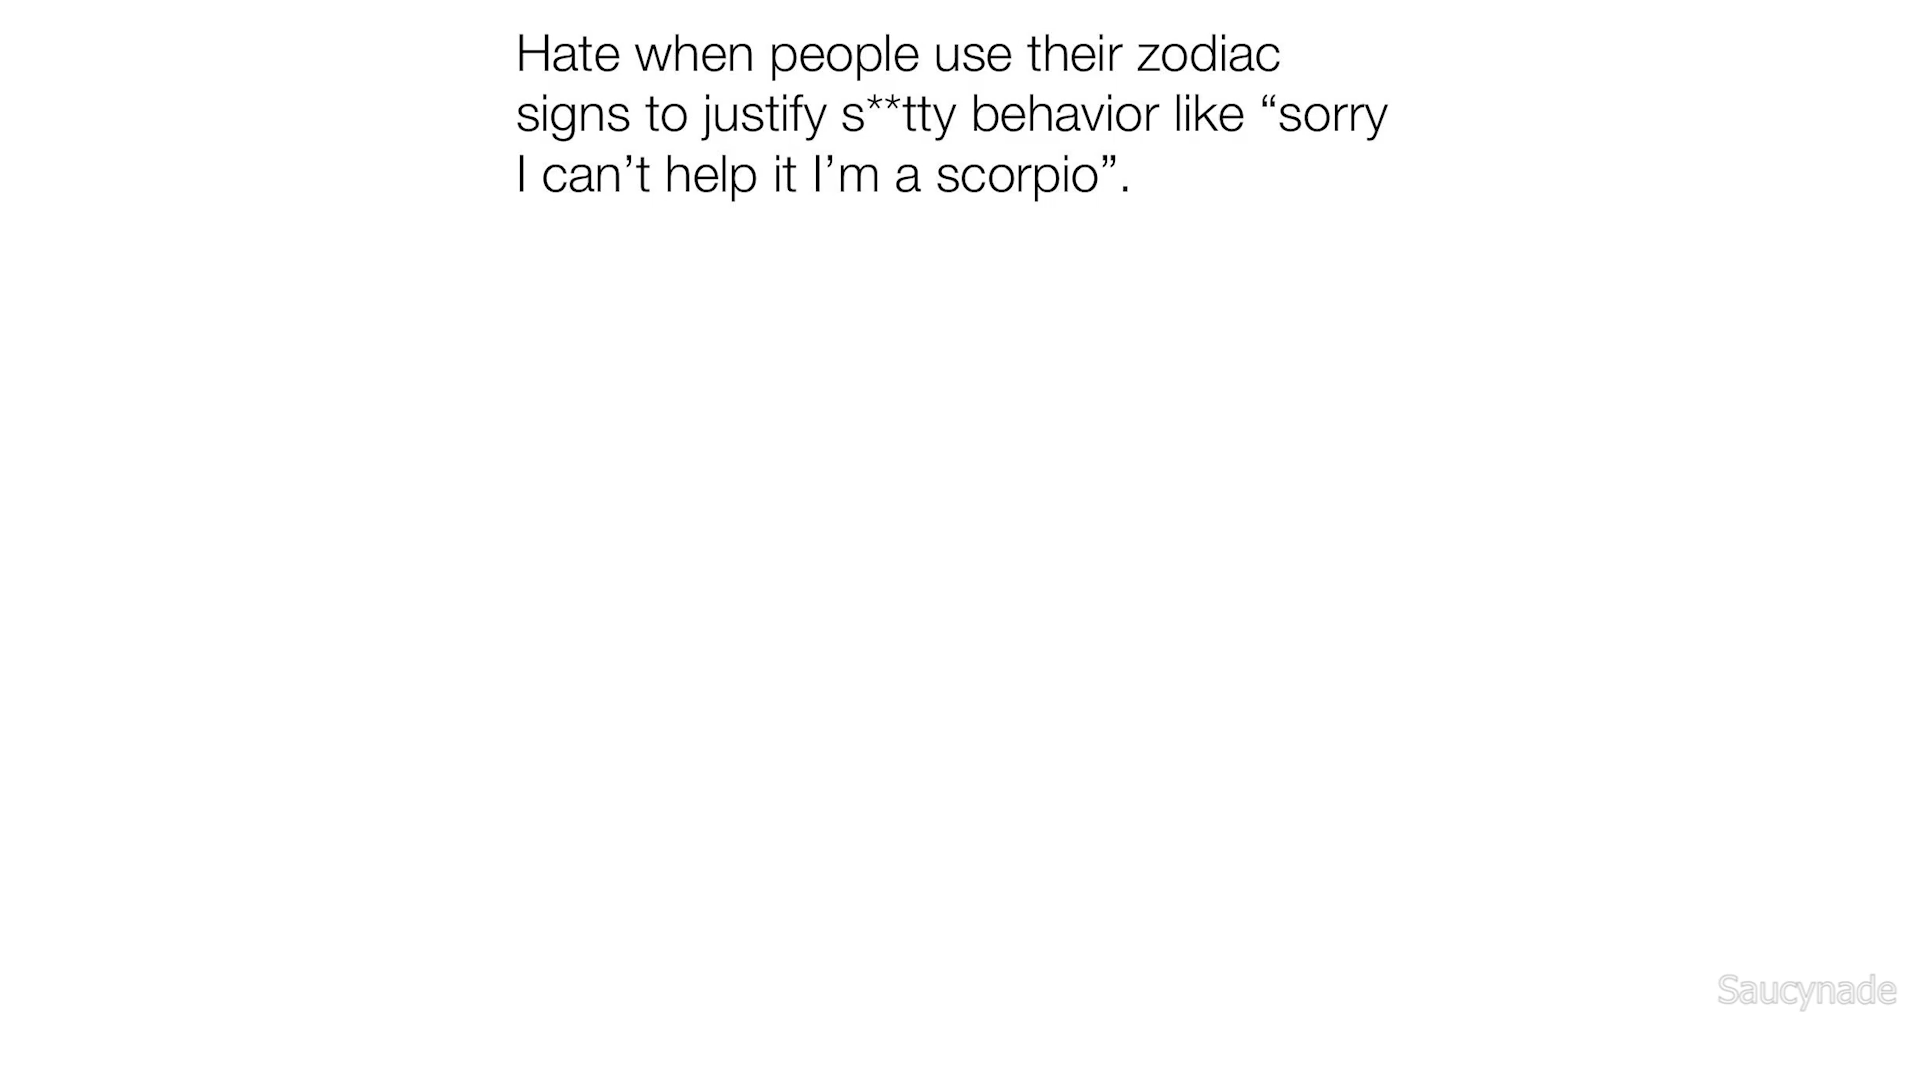 Hate when people use their zodiac
signs to justify s**tty behavior like “sorry
I can’t help it I’m a scorpio”.
Saucynade